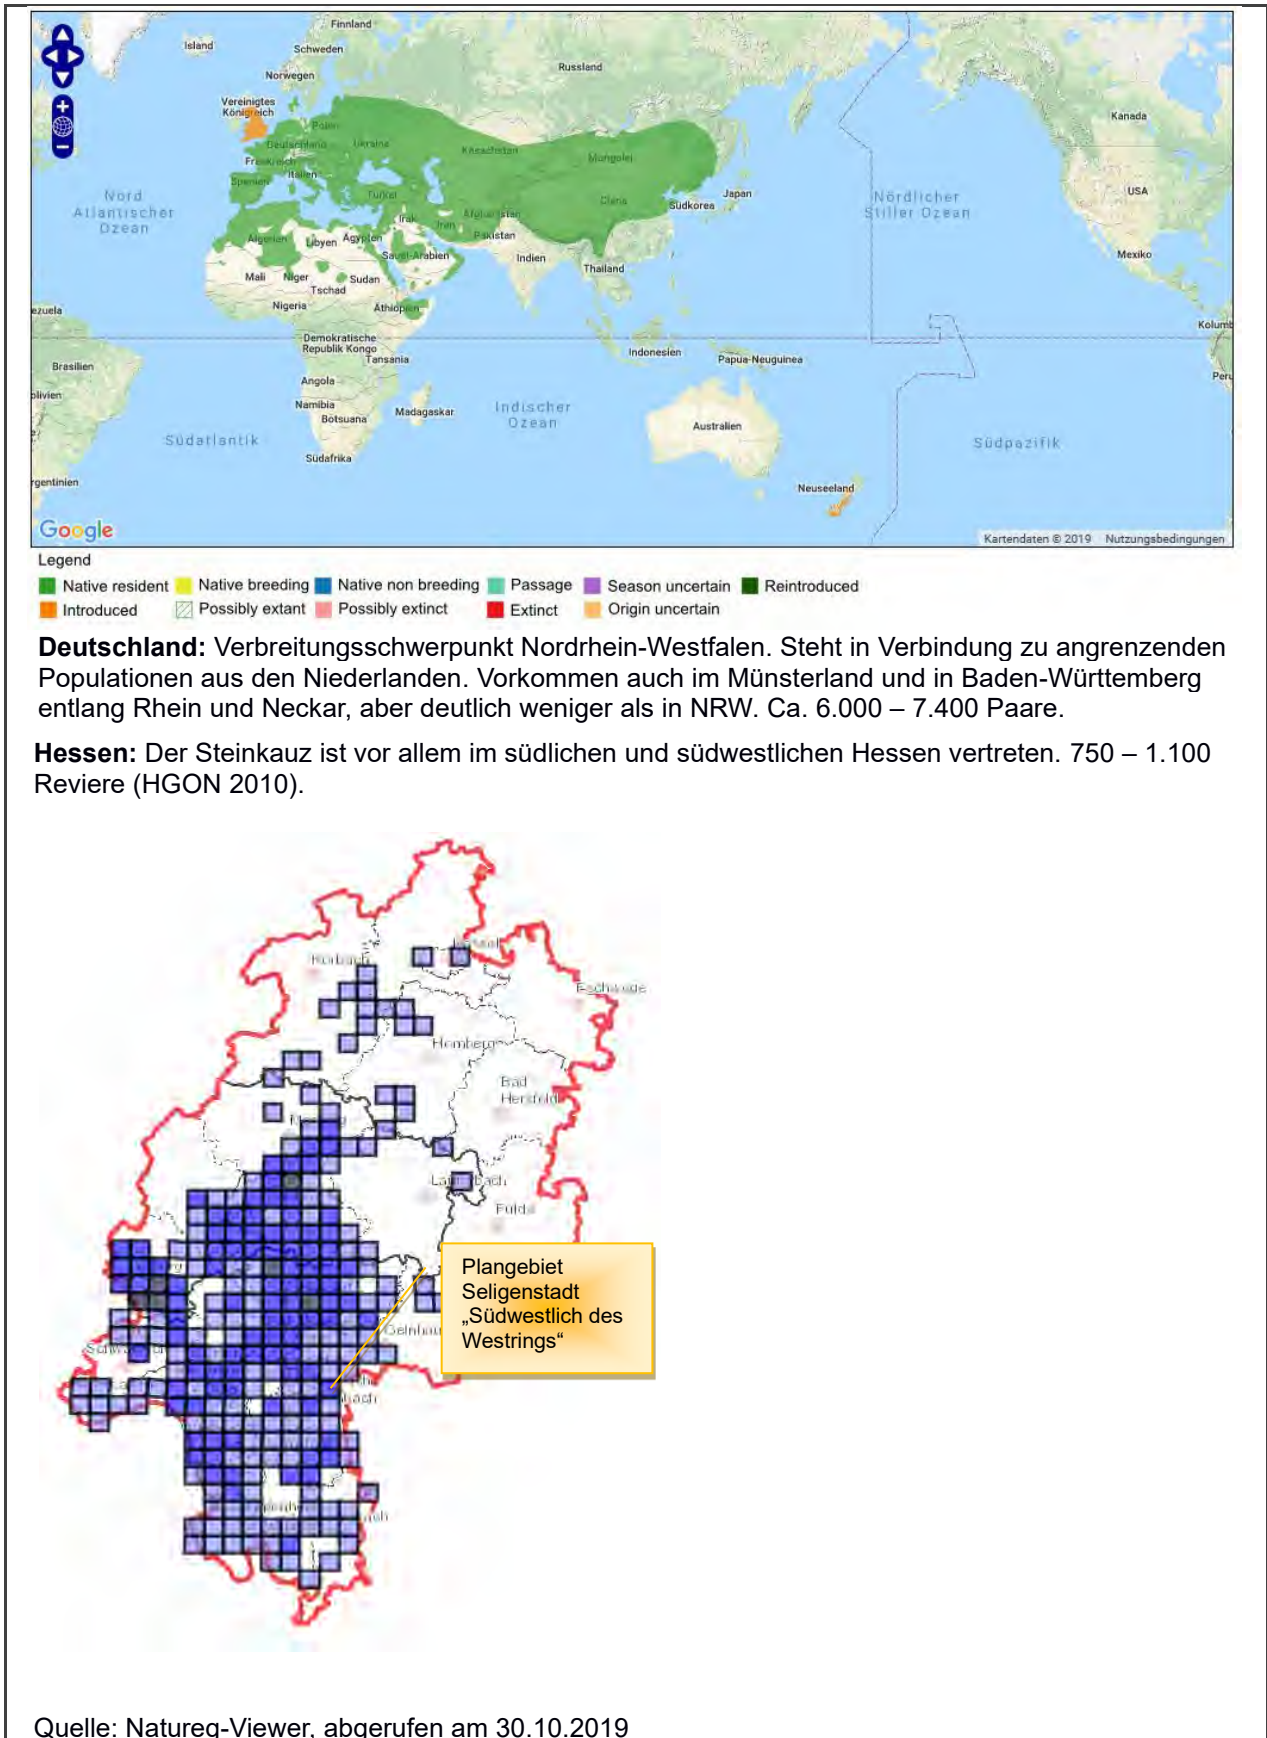 Finnland
Island
Schweden
Norwegen
Russland
Vereinigtes
Königreich
Kanada
Polen
Deutschland
Ukraine
Frankreich
Kasachstan
Mongolei
Italien
Spanien
USA
Nord
Atlantischer
Ozean
Türkei
China
Japan
Südkorea
Nördlicher
Stiller Ozean
Irak
Iran
Afghanistan
Pakistan
Algerien
Libyen
Ägypten
Saudi-Arabien
Indien
Mexiko
Thailand
Mali
Niger
Sudan
Tschad
Nigeria
Äthiopien
ezuela
Kolumb
Demokratische
Republik Kongo
Tansania
Indonesien
Papua-Neuguinea
Brasilien
Peru
Angola
olivien
Namibia
Botsuana
Madagaskar
Indischer
Ozean
Australien
Südatlantik
Südpazifik
Südafrika
rgentinien
Neuseeland
Google
Kartendaten © 2019 Nutzungsbedingungen
Legend
Native resident Native breeding Native non breeding Passage Season uncertain Reintroduced
Introduced Possibly extant Possibly extinct Extinct Origin uncertain
Deutschland: Verbreitungsschwerpunkt Nordrhein-Westfalen. Steht in Verbindung zu angrenzenden
Populationen aus den Niederlanden. Vorkommen auch im Münsterland und in Baden-Württemberg
entlang Rhein und Neckar, aber deutlich weniger als in NRW. Ca. 6.000 – 7.400 Paare.
Hessen: Der Steinkauz ist vor allem im südlichen und südwestlichen Hessen vertreten. 750 – 1.100
Reviere (HGON 2010).
Korbach
Eschwege
Homberg
Bad
Hersfeld
Fulda
Plangebiet
Seligenstadt
„Südwestlich des
Westrings“
Gelnhau
bach
Quelle: Natureg-Viewer, abgerufen am 30.10.2019